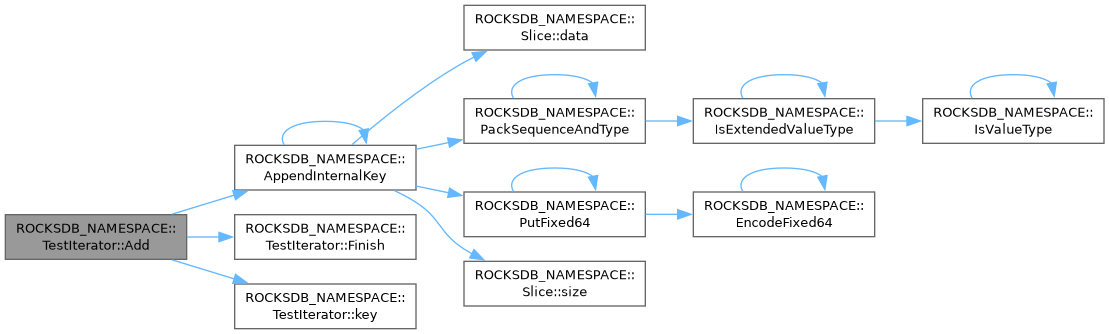 ROCKSDB_NAMESPACE::
TestIterator::Add
ROCKSDB_NAMESPACE::
AppendInternalKey
ROCKSDB_NAMESPACE::
Slice::data
ROCKSDB_NAMESPACE::
PackSequenceAndType
ROCKSDB_NAMESPACE::
IsExtendedValueType
ROCKSDB_NAMESPACE::
IsValueType
ROCKSDB_NAMESPACE::
PutFixed64
ROCKSDB_NAMESPACE::
EncodeFixed64
ROCKSDB_NAMESPACE::
Slice::size
ROCKSDB_NAMESPACE::
TestIterator::Finish
ROCKSDB_NAMESPACE::
TestIterator::key